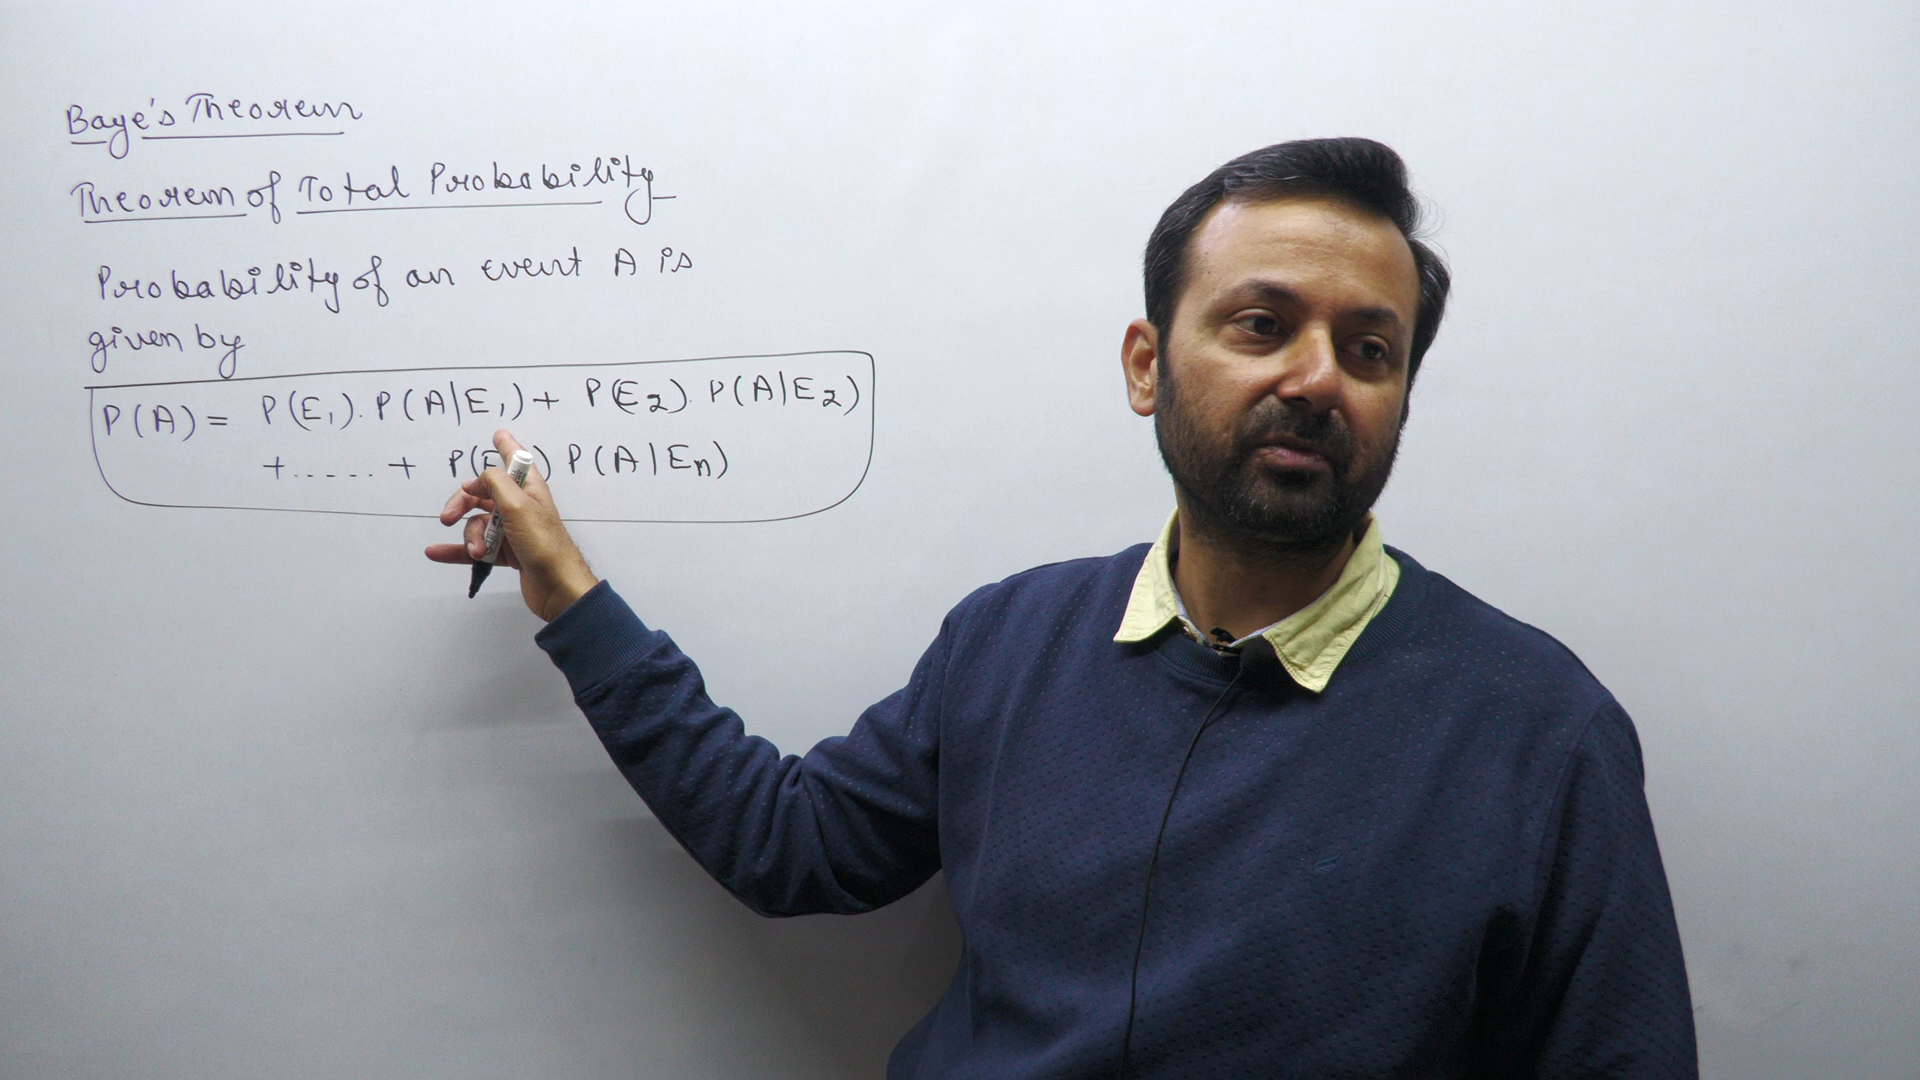 Baye's Theorem
Theorem of Total Probability
Probability of an event A is
given by
P(A) = P(E₁). P(A|E₁) + P(E₂). P(A|E₂)
+ ..... + P(E ) P(A|Eₙ)